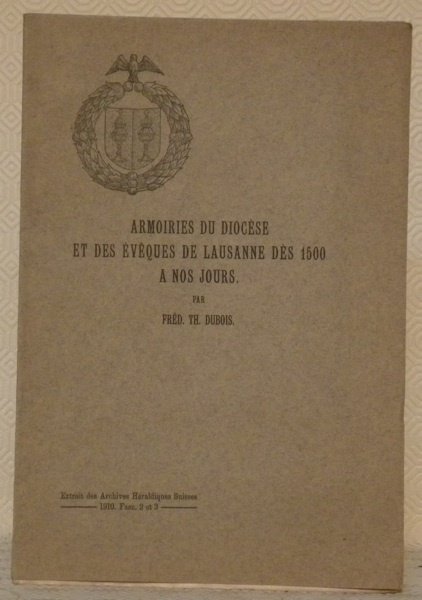 ARMOIRIES DU DIOCÈSE
ET DES ÉVÊQUES DE LAUSANNE DÈS 1500
A NOS JOURS.
PAR
FRÉD. TH. DUBOIS.
Extrait des Archives Héraldiques Suisses
1910. Fasc. 2 et 3